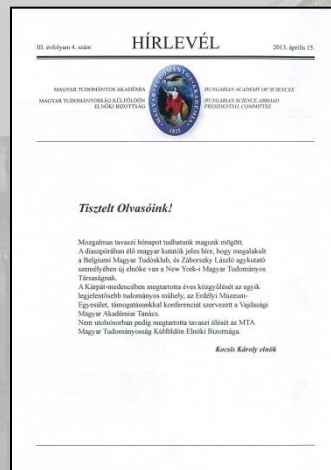 III. évfolyam 4. szám
HÍRLEVÉL
2013. április 15.
MAGYAR TUDOMÁNYOS AKADÉMIA
HUNGARIAN ACADEMY OF SCIENCES
MAGYAR TUDOMÁNYOSSÁG KÜLFÖLDÖN
ELNÖKI BIZOTTSÁG
HUNGARIAN SCIENCE ABROAD
PRESIDENTIAL COMMITTEE
1825
Tisztelt Olvasóink!
Mozgalmas tavaszi hónapot tudhatunk magunk mögött.
A diaszpórában élő magyar kutatók jeles híre, hogy megalakult
a Belgiumi Magyar Tudósklub, és Záborszky László agykutató
személyében új elnöke van a New York-i Magyar Tudományos
Társaságnak.
A Kárpát-medencében megtartotta éves közgyűlését az egyik
legjelentősebb tudományos műhely, az Erdélyi Múzeum-
Egyesület, támogatásunkkal konferenciát szervezett a Vajdasági
Magyar Akadémiai Tanács.
Nem utolsósorban pedig megtartotta tavaszi ülését az MTA
Magyar Tudományosság Külföldön Elnöki Bizottsága.
Kocsis Károly elnök